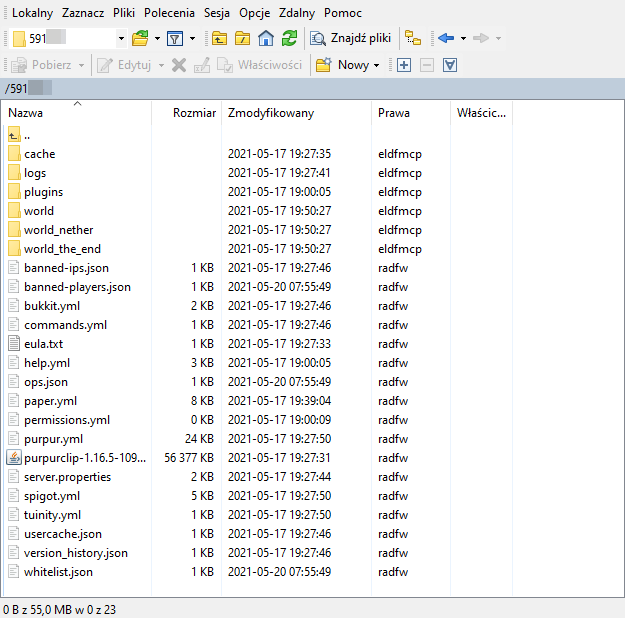 Lokalny Zaznacz Pliki Polecenia Sesja Opcje Zdalny Pomoc
591 Znajdź pliki
Pobierz Edytuj Właściwości Nowy
/591
Nazwa Rozmiar Zmodyfikowany Prawa Właścic...
..
cache 2021-05-17 19:27:35 eldfmcp
logs 2021-05-17 19:27:41 eldfmcp
plugins 2021-05-17 19:00:05 eldfmcp
world 2021-05-17 19:50:27 eldfmcp
world_nether 2021-05-17 19:50:27 eldfmcp
world_the_end 2021-05-17 19:50:27 eldfmcp
banned-ips.json 1 KB 2021-05-17 19:27:46 radfw
banned-players.json 1 KB 2021-05-20 07:55:49 radfw
bukkit.yml 2 KB 2021-05-17 19:27:46 radfw
commands.yml 1 KB 2021-05-17 19:27:46 radfw
eula.txt 1 KB 2021-05-17 19:27:33 radfw
help.yml 3 KB 2021-05-17 19:00:05 radfw
ops.json 1 KB 2021-05-20 07:55:49 radfw
paper.yml 8 KB 2021-05-17 19:39:04 radfw
permissions.yml 0 KB 2021-05-17 19:00:09 radfw
purpur.yml 24 KB 2021-05-17 19:27:50 radfw
purpurclip-1.16.5-109... 56 377 KB 2021-05-17 19:27:31 radfw
server.properties 2 KB 2021-05-17 19:27:44 radfw
spigot.yml 5 KB 2021-05-17 19:27:50 radfw
tuinity.yml 1 KB 2021-05-17 19:27:50 radfw
usercache.json 1 KB 2021-05-17 19:27:46 radfw
version_history.json 1 KB 2021-05-17 19:27:46 radfw
whitelist.json 1 KB 2021-05-20 07:55:49 radfw
0 B z 55,0 MB w 0 z 23